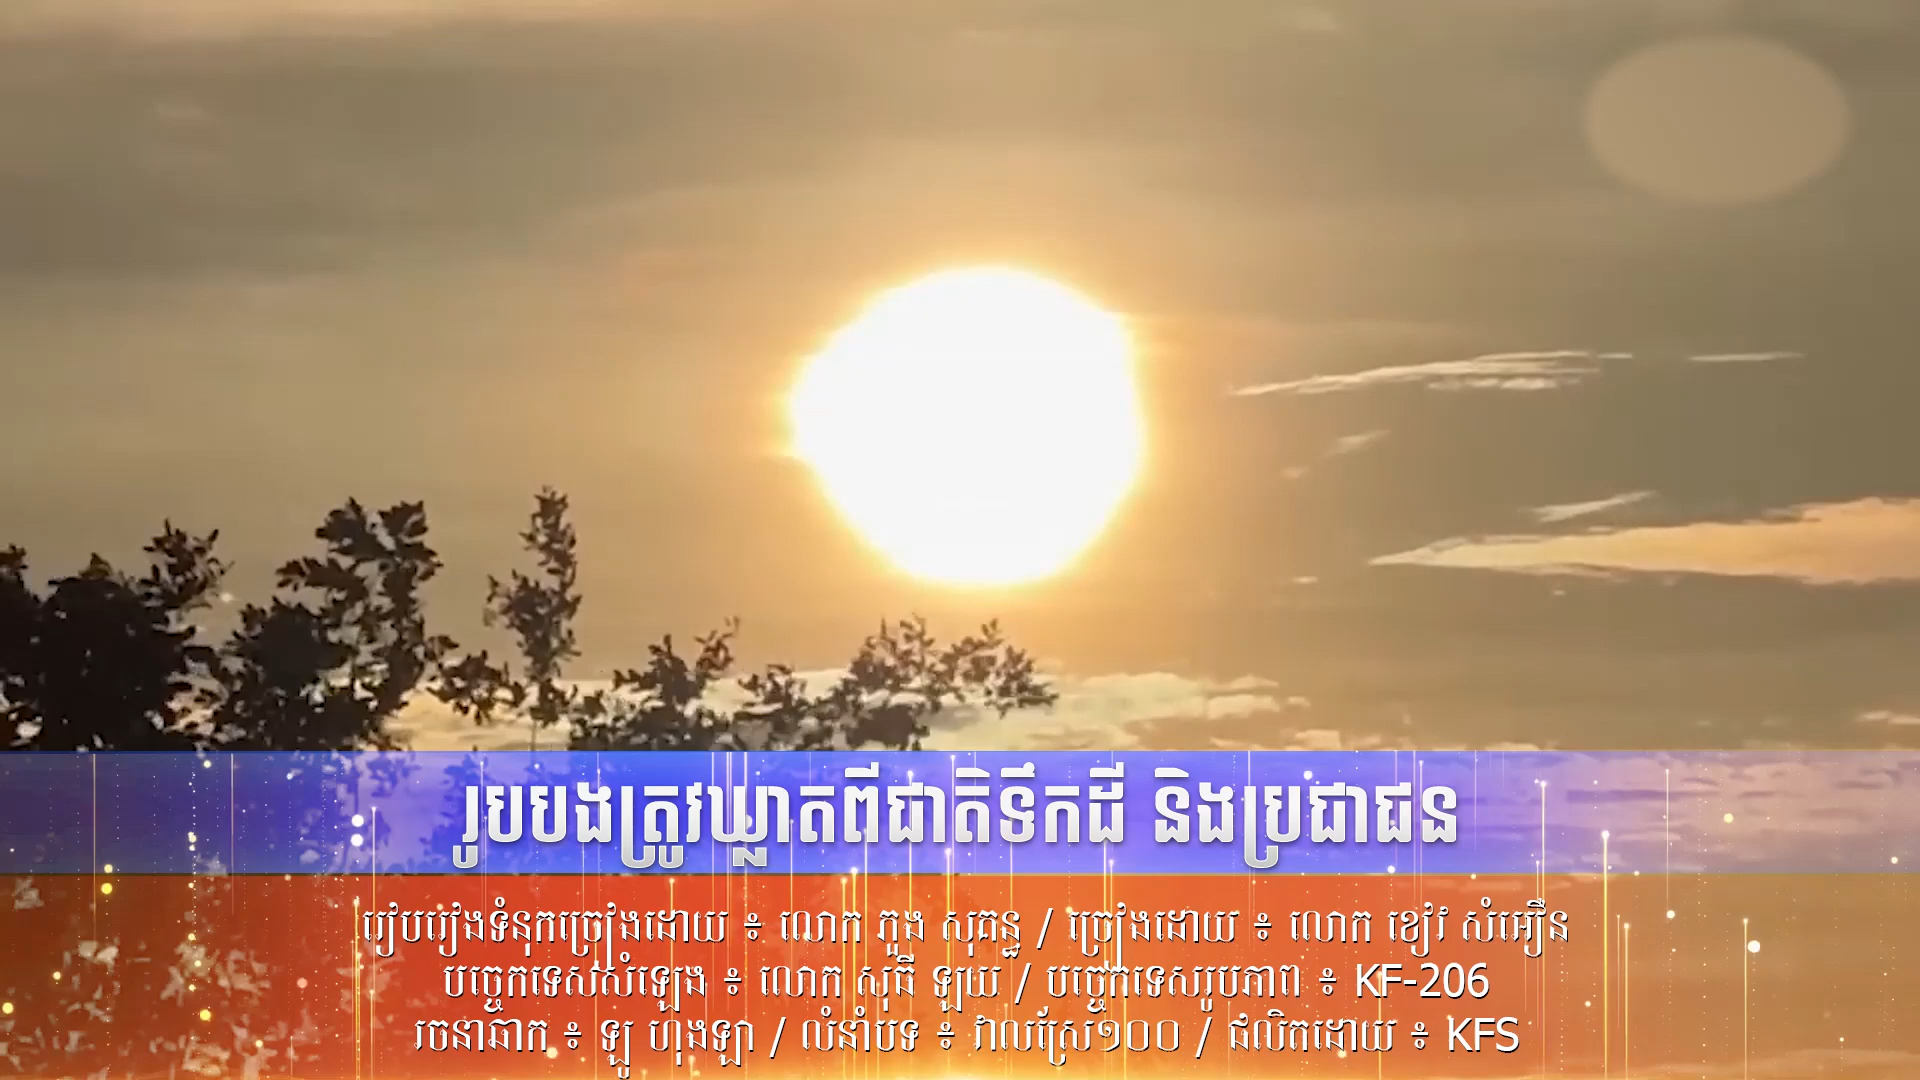 រូបបងត្រូវឃ្លាតពីជាតិទឹកដី និងប្រជាជន
រៀបរៀងទំនុកច្រៀងដោយ ៖ លោក ភួង សុគន្ធ / ច្រៀងដោយ ៖ លោក ខៀវ សំអឿន
បច្ចេកទេសសំឡេង ៖ លោក សុធី ឡូយ / បច្ចេកទេសរូបភាព ៖ KF-206
រចនាឆាក ៖ ឡូ ហុងឡា / លំនាំបទ ៖ វាលស្រែ១០០ / ផលិតដោយ ៖ KFS